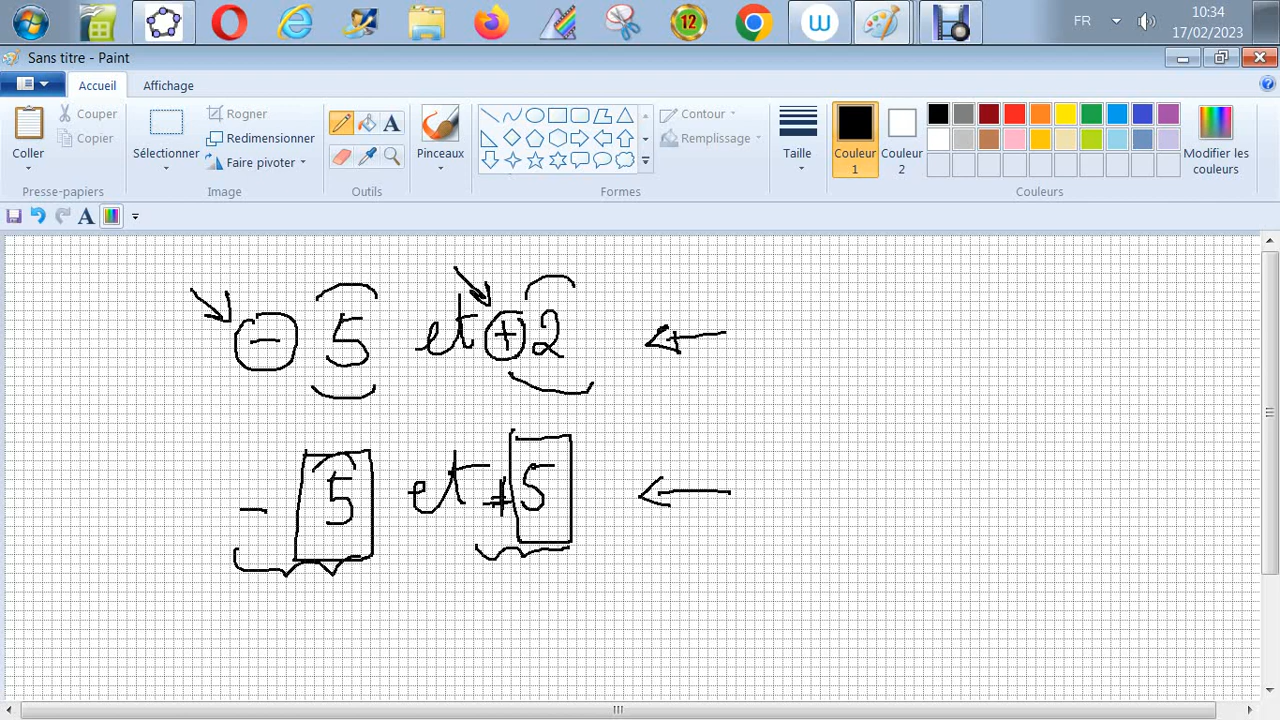 FR
10:34
17/02/2023
12
W
Sans titre - Paint
Accueil Affichage
Coller
Couper
Copier
Presse-papiers
Sélectionner
Rogner
Redimensionner
Faire pivoter
Image
A
Outils
Pinceaux
Contour
Remplissage
Formes
Taille
Couleur 1
Couleur 2
Modifier les couleurs
Couleurs
A
- 5 et + 2
- 5 et + 5